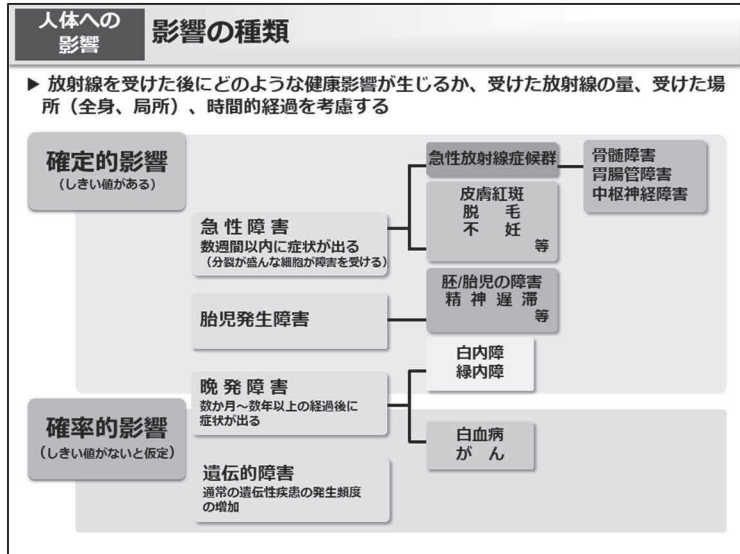 人体への
影響
影響の種類
▶ 放射線を受けた後にどのような健康影響が生じるか、受けた放射線の量、受けた場
所（全身、局所）、時間的経過を考慮する
確定的影響
（しきい値がある）
急性障害
数週間以内に症状が出る
（分裂が盛んな細胞が障害を受ける）
急性放射線症候群
骨髄障害
胃腸管障害
中枢神経障害
皮膚紅斑
脱　毛
不　妊
等
胎児発生障害
胚/胎児の障害
精神遅滞
等
晩発障害
数か月～数年以上の経過後に
症状が出る
白内障
緑内障
確率的影響
（しきい値がないと仮定）
白血病
が　ん
遺伝的障害
通常の遺伝性疾患の発生頻度
の増加